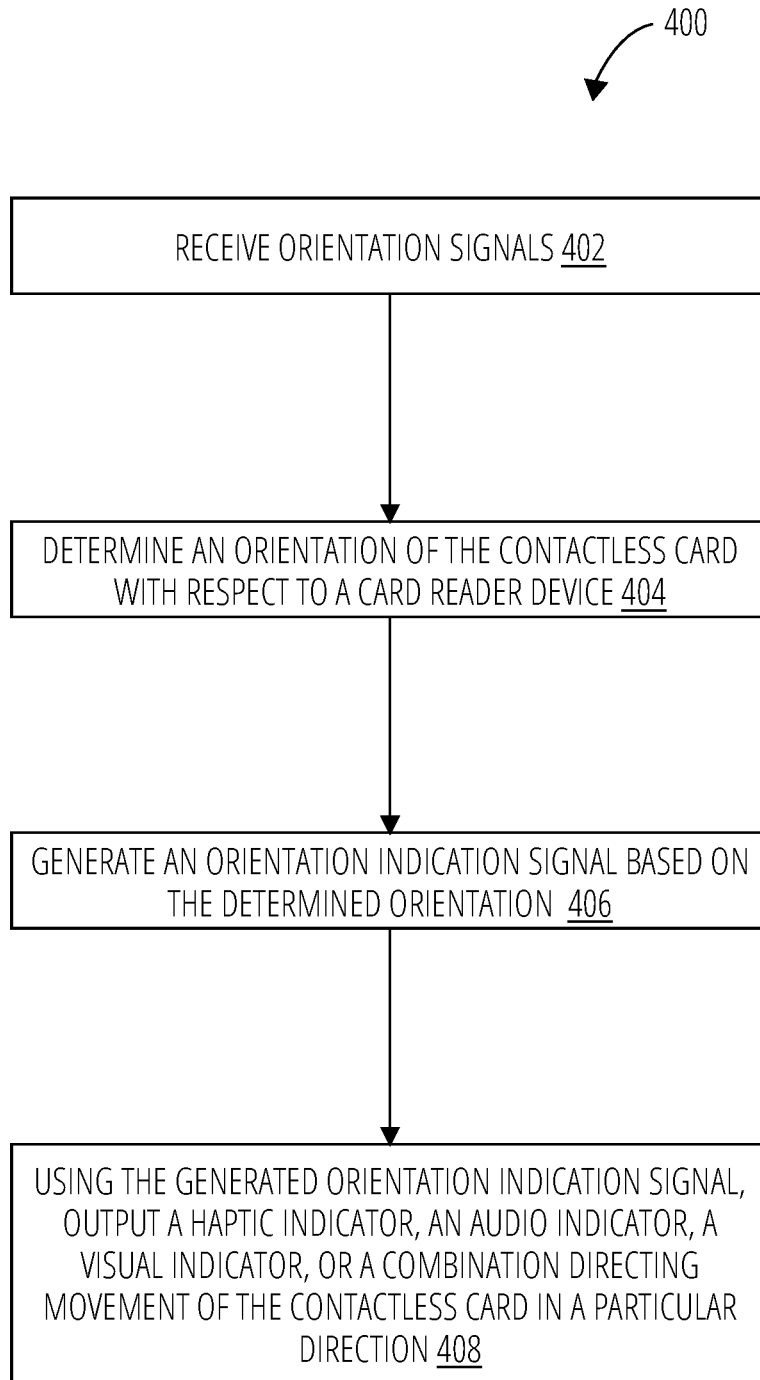 400
RECEIVE ORIENTATION SIGNALS 402
DETERMINE AN ORIENTATION OF THE CONTACTLESS CARD
WITH RESPECT TO A CARD READER DEVICE 404
GENERATE AN ORIENTATION INDICATION SIGNAL BASED ON
THE DETERMINED ORIENTATION 406
USING THE GENERATED ORIENTATION INDICATION SIGNAL,
OUTPUT A HAPTIC INDICATOR, AN AUDIO INDICATOR, A
VISUAL INDICATOR, OR A COMBINATION DIRECTING
MOVEMENT OF THE CONTACTLESS CARD IN A PARTICULAR
DIRECTION 408